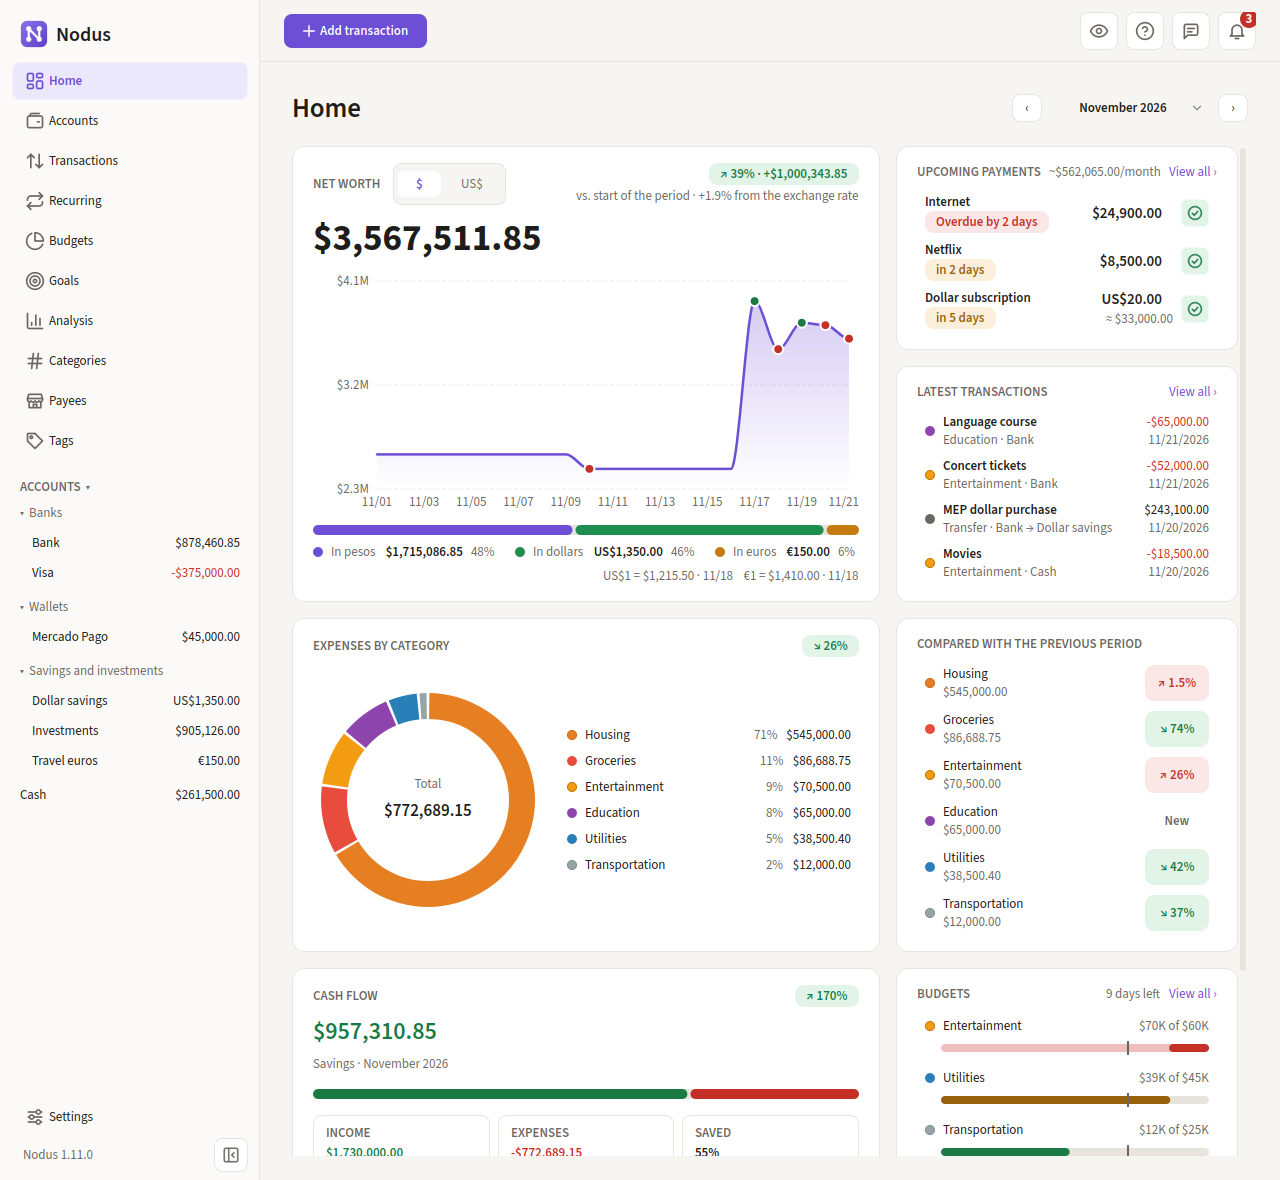 Nodus
Home
Accounts
Transactions
Recurring
Budgets
Goals
Analysis
Categories
Payees
Tags
ACCOUNTS ▾
▾ Banks
Bank $878,460.85
Visa -$375,000.00
▾ Wallets
Mercado Pago $45,000.00
▾ Savings and investments
Dollar savings US$1,350.00
Investments $905,126.00
Travel euros €150.00
Cash $261,500.00
Settings
Nodus 1.11.0
Add transaction
3
Home
‹ November 2026 ›
NET WORTH $ US$
↗ 39% · +$1,000,343.85
vs. start of the period · +1.9% from the exchange rate
$3,567,511.85
$4.1M
$3.2M
$2.3M
11/01 11/03 11/05 11/07 11/09 11/11 11/13 11/15 11/17 11/19 11/21
In pesos $1,715,086.85 48% In dollars US$1,350.00 46% In euros €150.00 6%
US$1 = $1,215.50 · 11/18 €1 = $1,410.00 · 11/18
UPCOMING PAYMENTS ~$562,065.00/month View all ›
Internet
Overdue by 2 days
$24,900.00
Netflix
in 2 days
$8,500.00
Dollar subscription
in 5 days
US$20.00
≈ $33,000.00
LATEST TRANSACTIONS View all ›
Language course -$65,000.00
Education · Bank 11/21/2026
Concert tickets -$52,000.00
Entertainment · Bank 11/21/2026
MEP dollar purchase $243,100.00
Transfer · Bank → Dollar savings 11/20/2026
Movies -$18,500.00
Entertainment · Cash 11/20/2026
EXPENSES BY CATEGORY ↘ 26%
Total
$772,689.15
Housing 71% $545,000.00
Groceries 11% $86,688.75
Entertainment 9% $70,500.00
Education 8% $65,000.00
Utilities 5% $38,500.40
Transportation 2% $12,000.00
COMPARED WITH THE PREVIOUS PERIOD
Housing
$545,000.00
↗ 1.5%
Groceries
$86,688.75
↘ 74%
Entertainment
$70,500.00
↗ 26%
Education
$65,000.00
New
Utilities
$38,500.40
↘ 42%
Transportation
$12,000.00
↘ 37%
CASH FLOW ↗ 170%
$957,310.85
Savings · November 2026
INCOME
$1,730,000.00
EXPENSES
-$772,689.15
SAVED
55%
BUDGETS 9 days left View all ›
Entertainment $70K of $60K
Utilities $39K of $45K
Transportation $12K of $25K